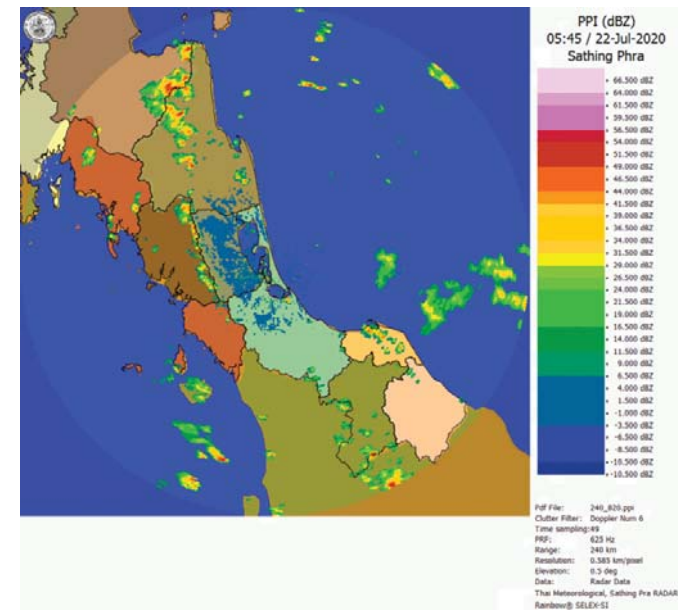 PPI (dBZ)
05:45 / 22-Jul-2020
Sathing Phra
66.500 dBZ
64.000 dBZ
61.500 dBZ
59.500 dBZ
56.500 dBZ
54.000 dBZ
51.500 dBZ
49.000 dBZ
46.500 dBZ
44.000 dBZ
41.500 dBZ
39.000 dBZ
36.500 dBZ
34.000 dBZ
31.500 dBZ
29.000 dBZ
26.500 dBZ
24.000 dBZ
21.500 dBZ
16.500 dBZ
14.000 dBZ
11.500 dBZ
9.000 dBZ
6.500 dBZ
4.000 dBZ
1.500 dBZ
-1.000 dBZ
-3.500 dBZ
-6.500 dBZ
-8.500 dBZ
-10.500 dBZ
-10.500 dBZ
Pdf File: 240_820.ppi
Clutter Filter: Doppler Num 6
Time sampling:49
PRF: 625 Hz
Range: 240 km
Resolution: 0.585 km/pixel
Elevation: 0.5 deg
Data: Radar Data
Thai Meteorological, Sathing Pra RADAR
Rainbow® SELEX-SI